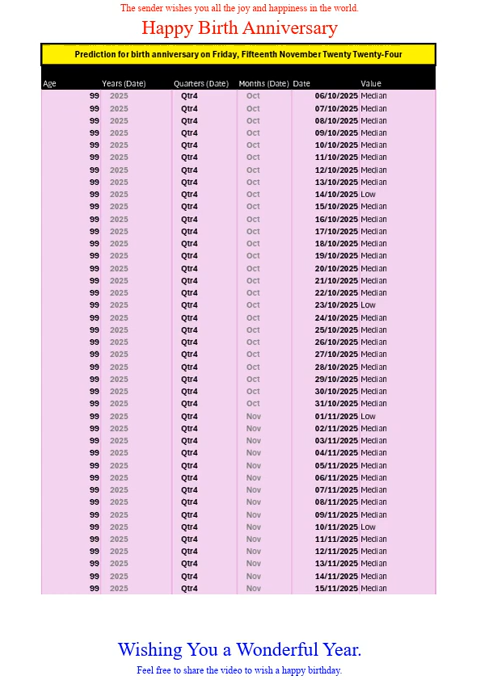 The sender wishes you all the joy and happiness in the world.
Happy Birth Anniversary
Prediction for birth anniversary on Friday, Fifteenth November Twenty Twenty-Four
Age Years (Date) Quarters (Date) Months (Date) Date Value
99 2025 Qtr4 Oct 06/10/2025 Median
99 2025 Qtr4 Oct 07/10/2025 Median
99 2025 Qtr4 Oct 08/10/2025 Median
99 2025 Qtr4 Oct 09/10/2025 Median
99 2025 Qtr4 Oct 10/10/2025 Median
99 2025 Qtr4 Oct 11/10/2025 Median
99 2025 Qtr4 Oct 12/10/2025 Median
99 2025 Qtr4 Oct 13/10/2025 Median
99 2025 Qtr4 Oct 14/10/2025 Low
99 2025 Qtr4 Oct 15/10/2025 Median
99 2025 Qtr4 Oct 16/10/2025 Median
99 2025 Qtr4 Oct 17/10/2025 Median
99 2025 Qtr4 Oct 18/10/2025 Median
99 2025 Qtr4 Oct 19/10/2025 Median
99 2025 Qtr4 Oct 20/10/2025 Median
99 2025 Qtr4 Oct 21/10/2025 Median
99 2025 Qtr4 Oct 22/10/2025 Median
99 2025 Qtr4 Oct 23/10/2025 Low
99 2025 Qtr4 Oct 24/10/2025 Median
99 2025 Qtr4 Oct 25/10/2025 Median
99 2025 Qtr4 Oct 26/10/2025 Median
99 2025 Qtr4 Oct 27/10/2025 Median
99 2025 Qtr4 Oct 28/10/2025 Median
99 2025 Qtr4 Oct 29/10/2025 Median
99 2025 Qtr4 Oct 30/10/2025 Median
99 2025 Qtr4 Oct 31/10/2025 Median
99 2025 Qtr4 Nov 01/11/2025 Low
99 2025 Qtr4 Nov 02/11/2025 Median
99 2025 Qtr4 Nov 03/11/2025 Median
99 2025 Qtr4 Nov 04/11/2025 Median
99 2025 Qtr4 Nov 05/11/2025 Median
99 2025 Qtr4 Nov 06/11/2025 Median
99 2025 Qtr4 Nov 07/11/2025 Median
99 2025 Qtr4 Nov 08/11/2025 Median
99 2025 Qtr4 Nov 09/11/2025 Median
99 2025 Qtr4 Nov 10/11/2025 Low
99 2025 Qtr4 Nov 11/11/2025 Median
99 2025 Qtr4 Nov 12/11/2025 Median
99 2025 Qtr4 Nov 13/11/2025 Median
99 2025 Qtr4 Nov 14/11/2025 Median
99 2025 Qtr4 Nov 15/11/2025 Median
Wishing You a Wonderful Year.
Feel free to share the video to wish a happy birthday.